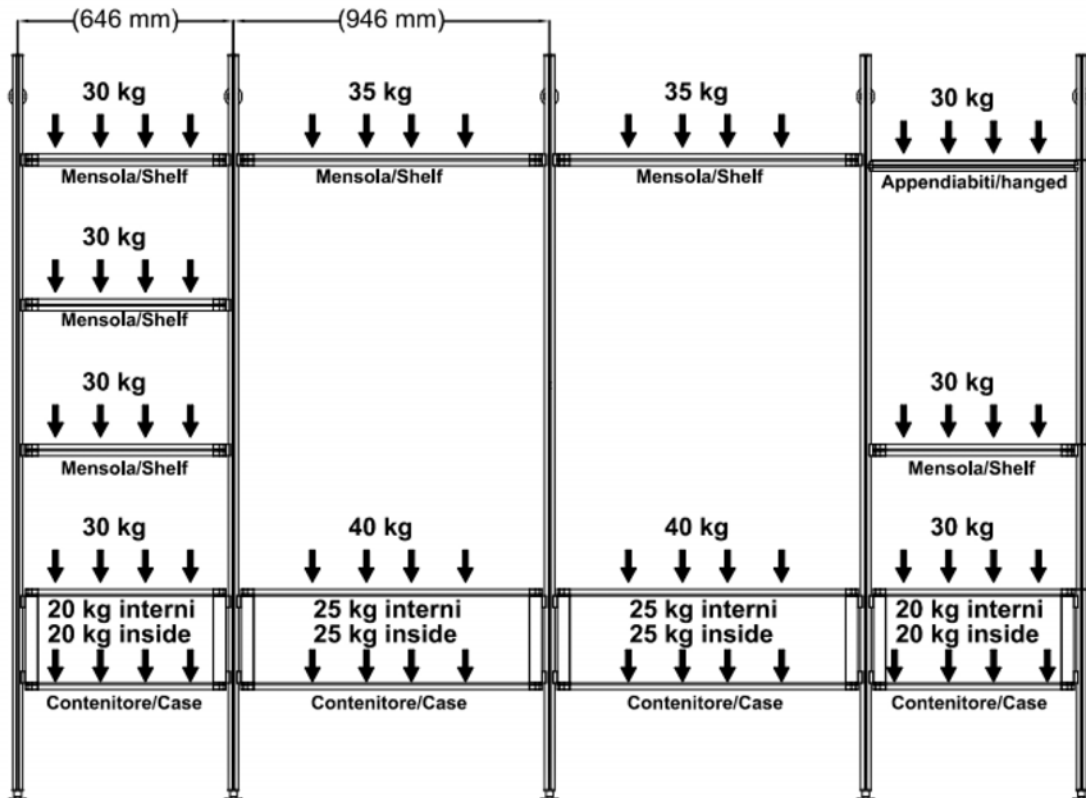 (646 mm)
(946 mm)
30 kg
35 kg
35 kg
30 kg
Mensola/Shelf
Mensola/Shelf
Mensola/Shelf
Appendiabiti/hanged
30 kg
Mensola/Shelf
30 kg
30 kg
Mensola/Shelf
Mensola/Shelf
30 kg
40 kg
40 kg
30 kg
20 kg interni
20 kg inside
25 kg interni
25 kg inside
25 kg interni
25 kg inside
20 kg interni
20 kg inside
Contenitore/Case
Contenitore/Case
Contenitore/Case
Contenitore/Case